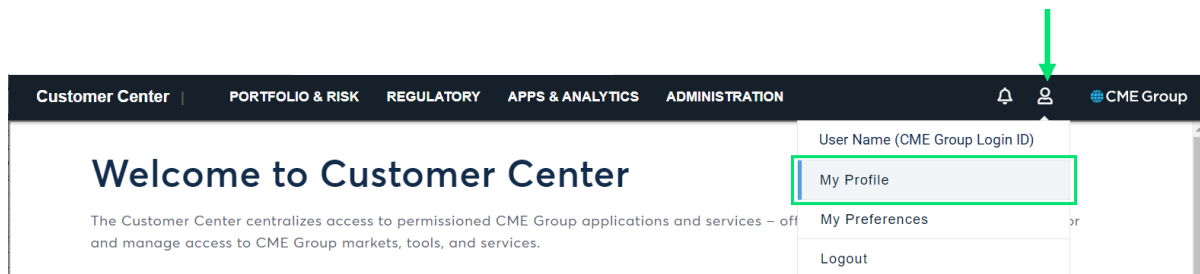 Customer Center | PORTFOLIO & RISK REGULATORY APPS & ANALYTICS ADMINISTRATION CME Group
User Name (CME Group Login ID)
Welcome to Customer Center
My Profile
The Customer Center centralizes access to permissioned CME Group applications and services – or
My Preferences
and manage access to CME Group markets, tools, and services.
Logout